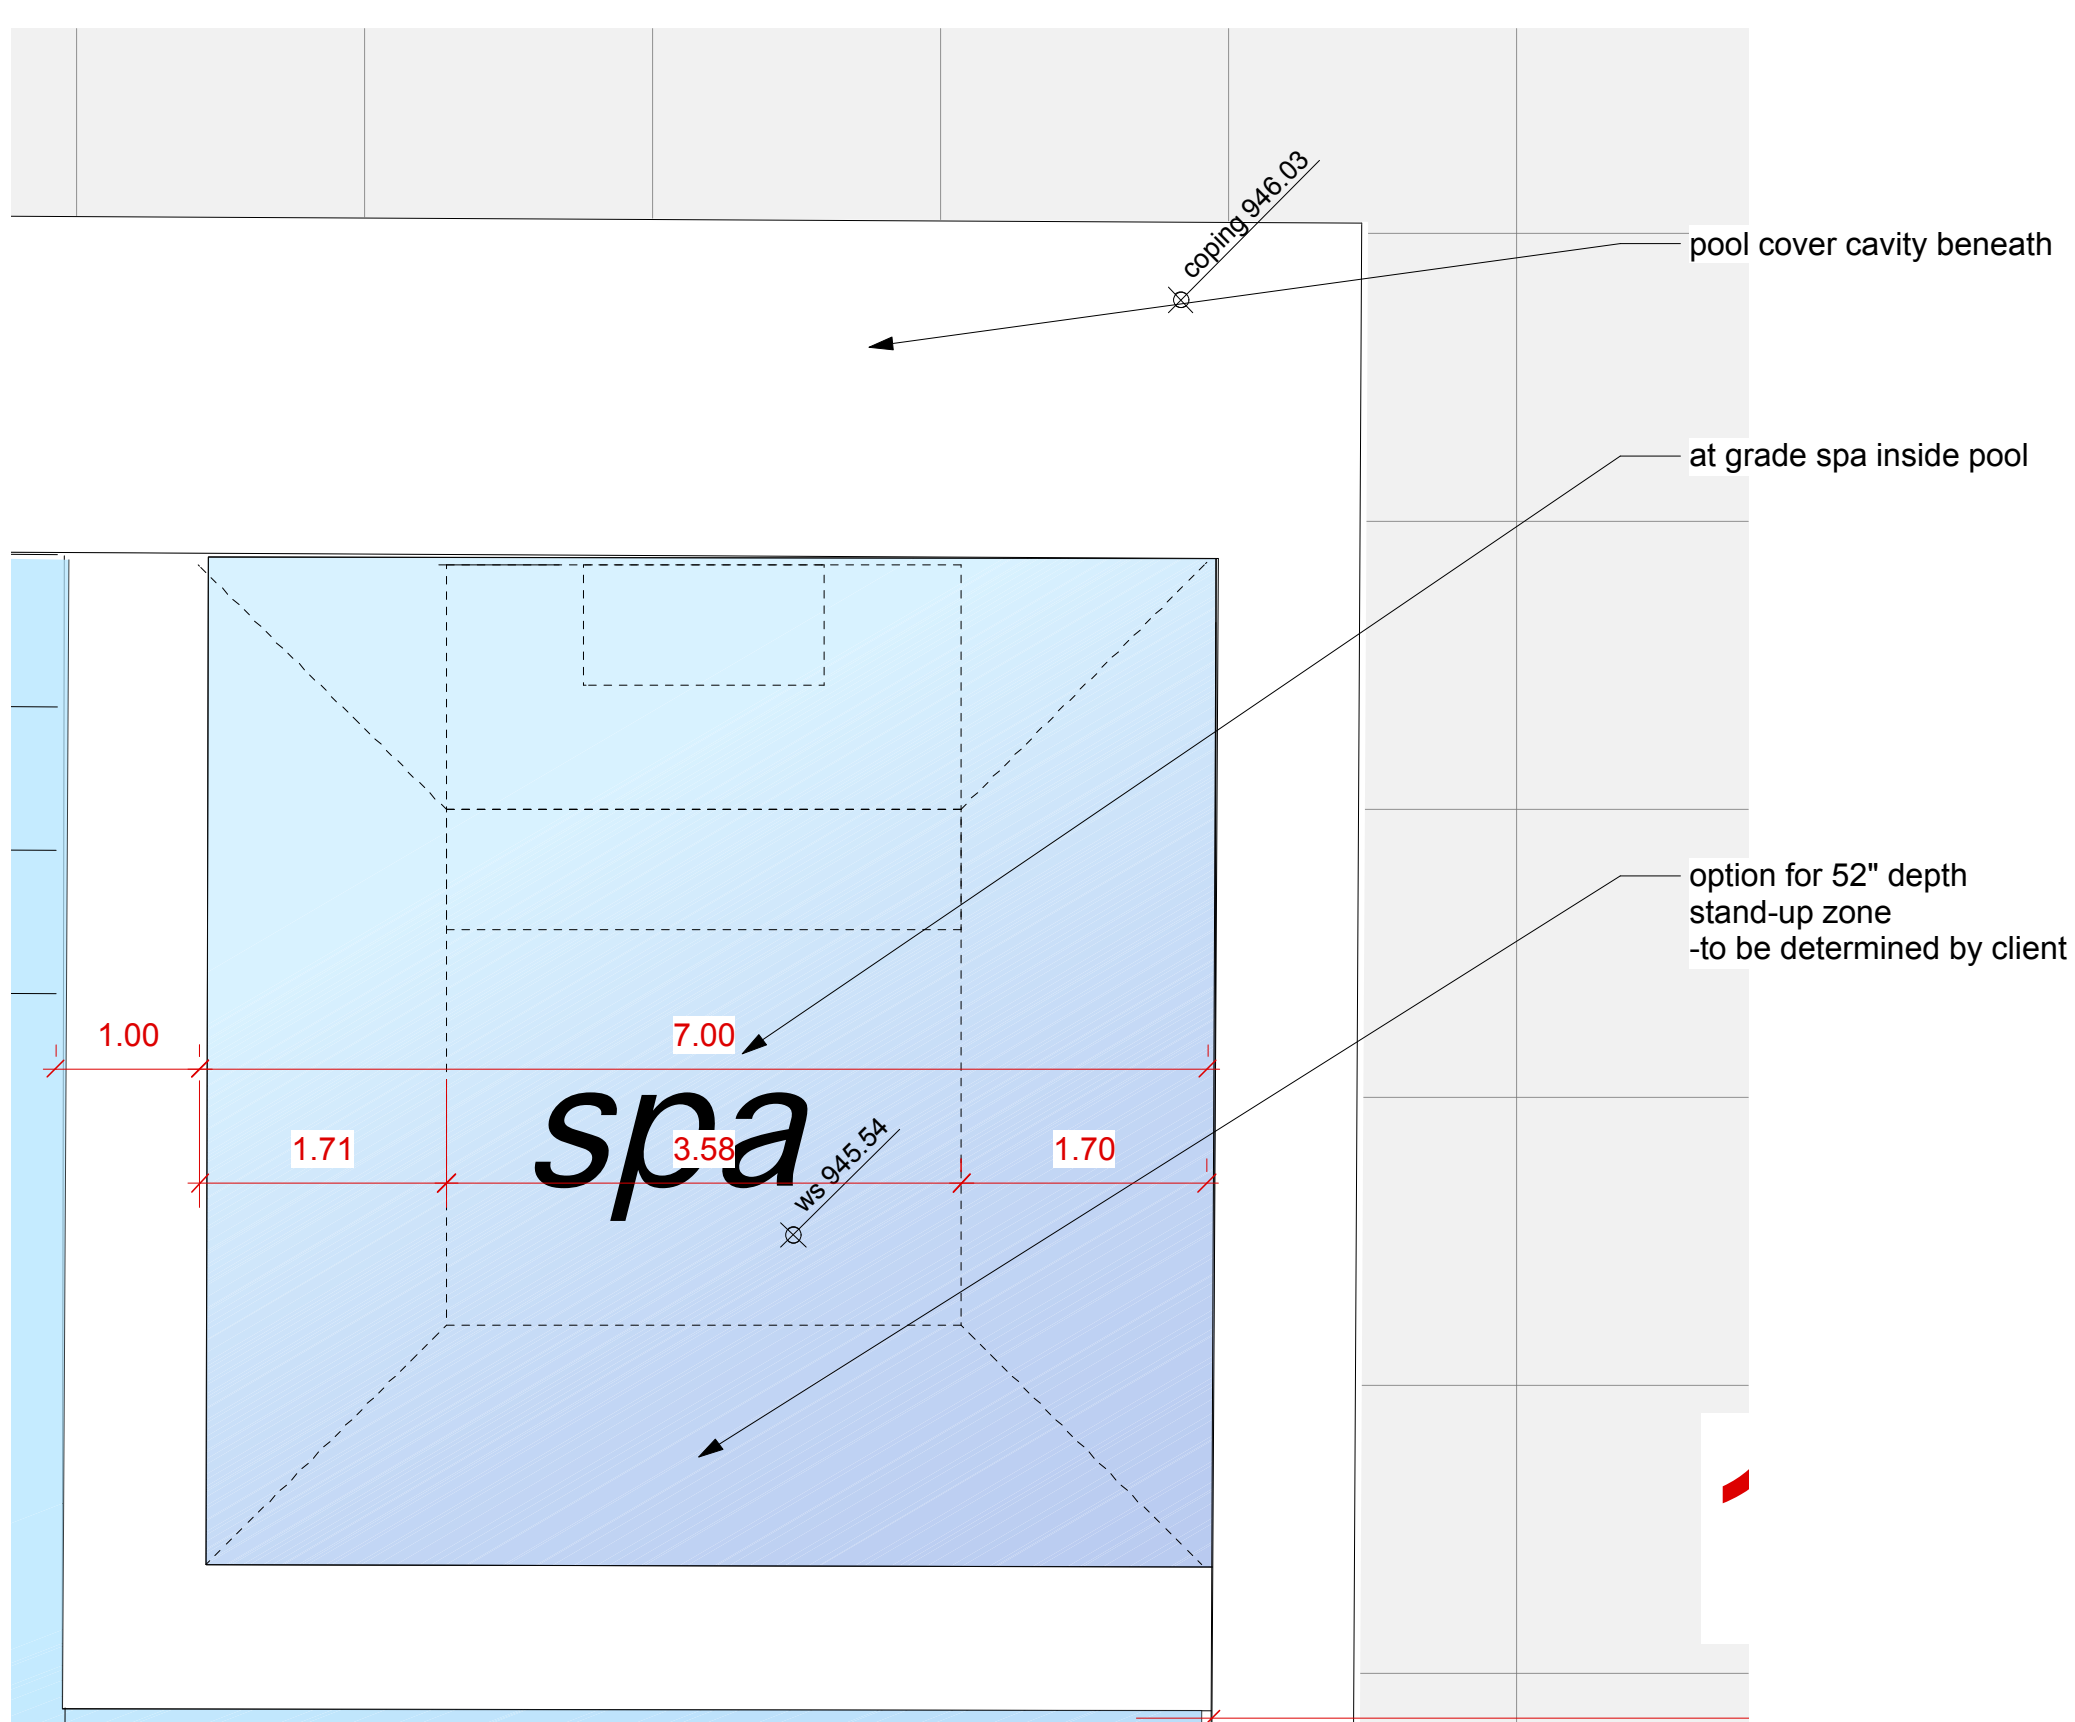 coping 946.03
pool cover cavity beneath
at grade spa inside pool
option for 52" depth
stand-up zone
-to be determined by client
1.00
7.00
spa
1.71
3.58
1.70
ws 945.54